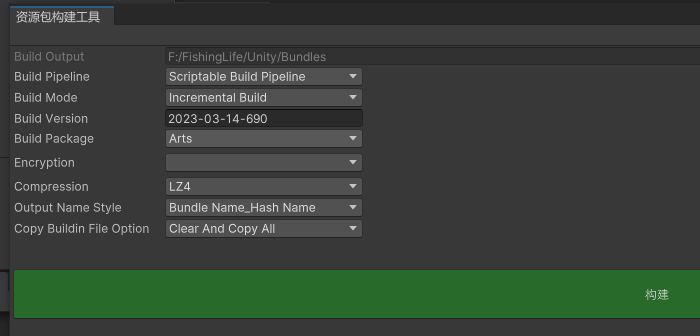 资源包构建工具
Build Output F:/FishingLife/Unity/Bundles
Build Pipeline Scriptable Build Pipeline
Build Mode Incremental Build
Build Version 2023-03-14-690
Build Package Arts
Encryption
Compression LZ4
Output Name Style Bundle Name_Hash Name
Copy Buildin File Option Clear And Copy All
构建